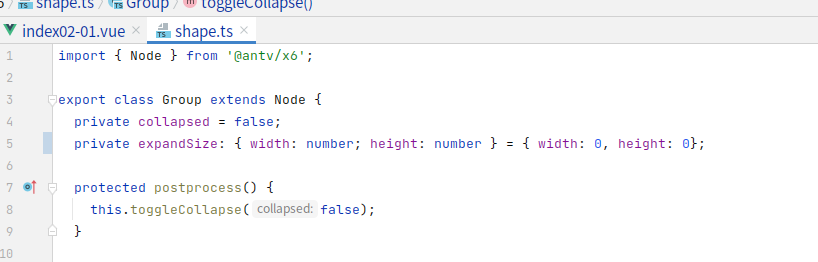 shape.ts Group toggleCollapse()
index02-01.vue shape.ts
1 import { Node } from '@antv/x6';
2
3 export class Group extends Node {
4 private collapsed = false;
5 private expandSize: { width: number; height: number } = { width: 0, height: 0};
6
7 protected postprocess() {
8 this.toggleCollapse( collapsed: false);
9 }
10